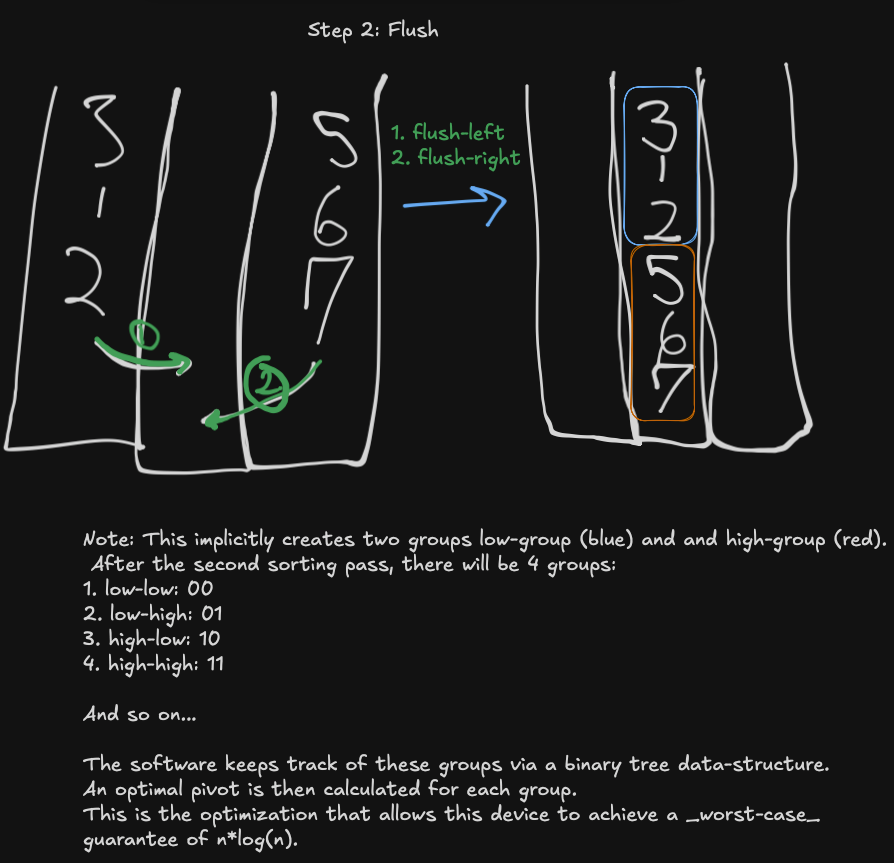 Step 2: Flush
3
1
2
5
6
7
1
2
1. flush-left
2. flush-right
3
1
2
5
6
7
Note: This implicitly creates two groups low-group (blue) and and high-group (red).
After the second sorting pass, there will be 4 groups:
1. low-low: 00
2. low-high: 01
3. high-low: 10
4. high-high: 11
And so on...
The software keeps track of these groups via a binary tree data-structure.
An optimal pivot is then calculated for each group.
This is the optimization that allows this device to achieve a _worst-case_
guarantee of n*log(n).